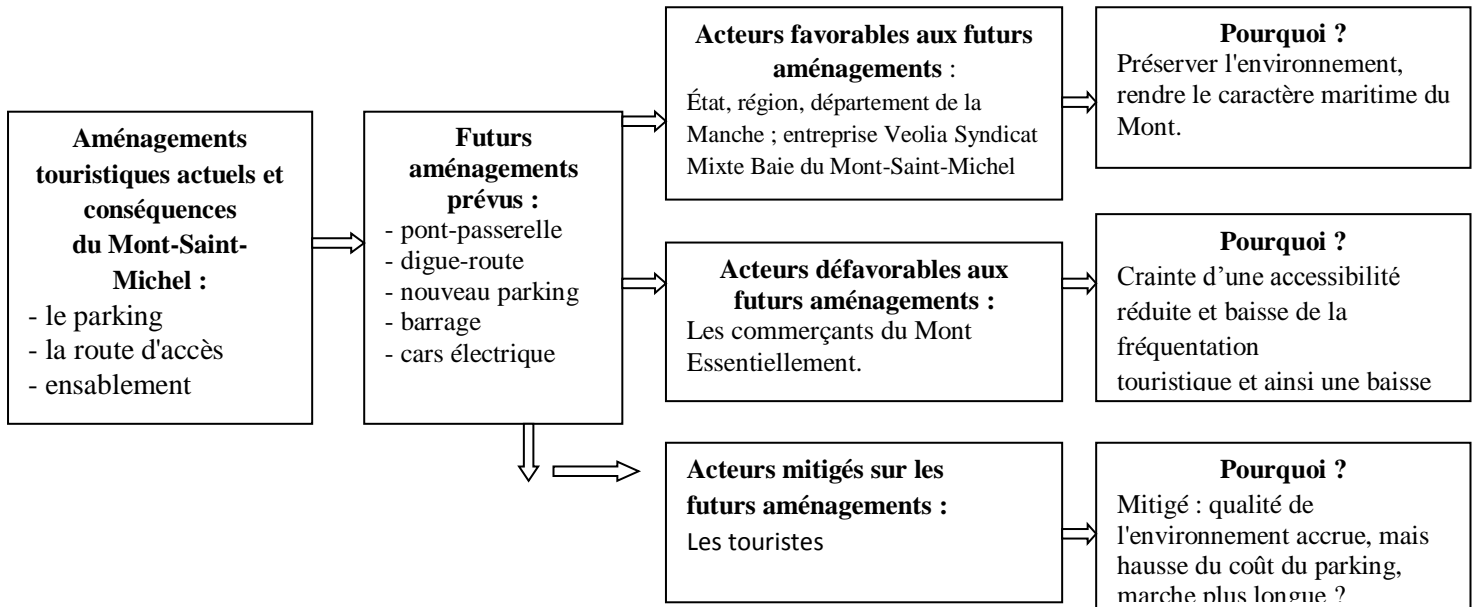 Aménagements
touristiques actuels et
conséquences
du Mont-Saint-
Michel :
- le parking
- la route d'accès
- ensablement
Futurs
aménagements
prévus :
- pont-passerelle
- digue-route
- nouveau parking
- barrage
- cars électrique
Acteurs favorables aux futurs
aménagements :
État, région, département de la
Manche ; entreprise Veolia Syndicat
Mixte Baie du Mont-Saint-Michel
Pourquoi ?
Préserver l'environnement,
rendre le caractère maritime du
Mont.
Acteurs défavorables aux
futurs aménagements :
Les commerçants du Mont
Essentiellement.
Pourquoi ?
Crainte d’une accessibilité
réduite et baisse de la
fréquentation
touristique et ainsi une baisse
Acteurs mitigés sur les
futurs aménagements :
Les touristes
Pourquoi ?
Mitigé : qualité de
l'environnement accrue, mais
hausse du coût du parking,
marche plus longue ?